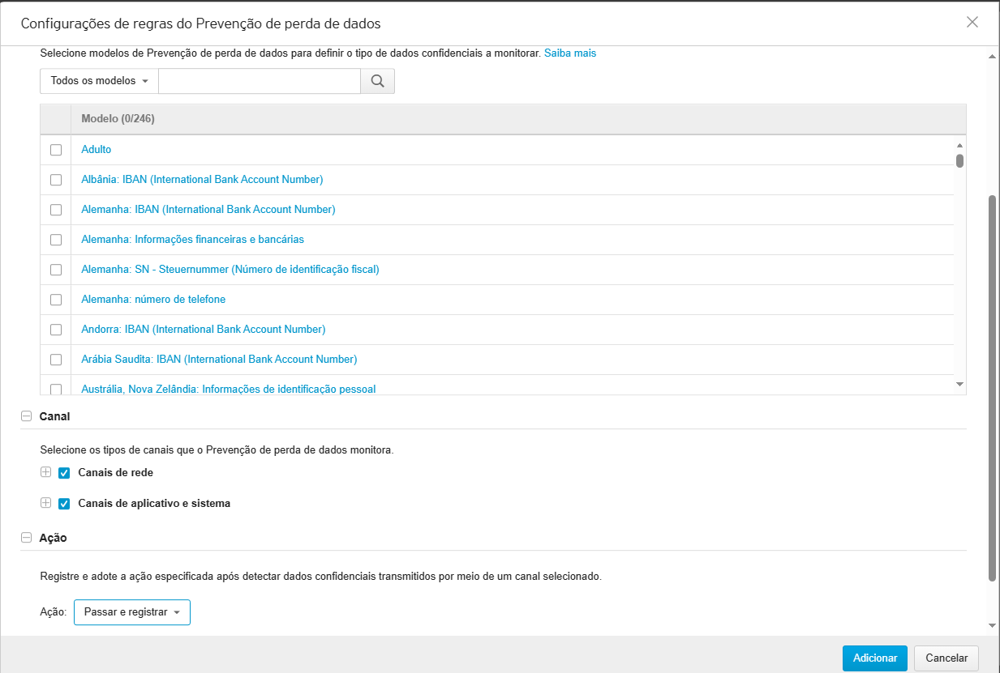 Configurações de regras do Prevenção de perda de dados
Selecione modelos de Prevenção de perda de dados para definir o tipo de dados confidenciais a monitorar. Saiba mais
Todos os modelos
Modelo (0/246)
Adulto
Albânia: IBAN (International Bank Account Number)
Alemanha: IBAN (International Bank Account Number)
Alemanha: Informações financeiras e bancárias
Alemanha: SN - Steuernummer (Número de identificação fiscal)
Alemanha: número de telefone
Andorra: IBAN (International Bank Account Number)
Arábia Saudita: IBAN (International Bank Account Number)
Austrália, Nova Zelândia: Informações de identificação pessoal
Canal
Selecione os tipos de canais que o Prevenção de perda de dados monitora.
Canais de rede
Canais de aplicativo e sistema
Ação
Registre e adote a ação especificada após detectar dados confidenciais transmitidos por meio de um canal selecionado.
Ação: Passar e registrar
Adicionar Cancelar